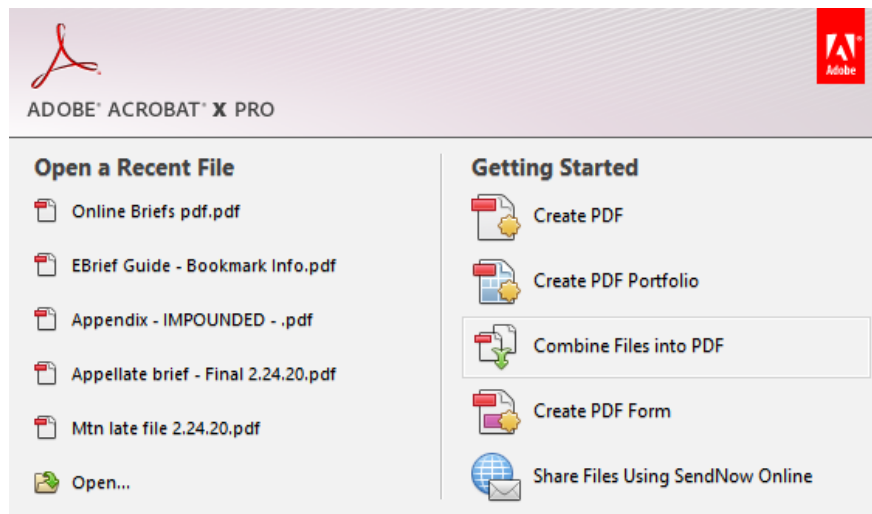 Adobe
ADOBE® ACROBAT® X PRO
Open a Recent File
Online Briefs pdf.pdf
EBrief Guide - Bookmark Info.pdf
Appendix - IMPOUNDED - .pdf
Appellate brief - Final 2.24.20.pdf
Mtn late file 2.24.20.pdf
Open...
Getting Started
Create PDF
Create PDF Portfolio
Combine Files into PDF
Create PDF Form
Share Files Using SendNow Online